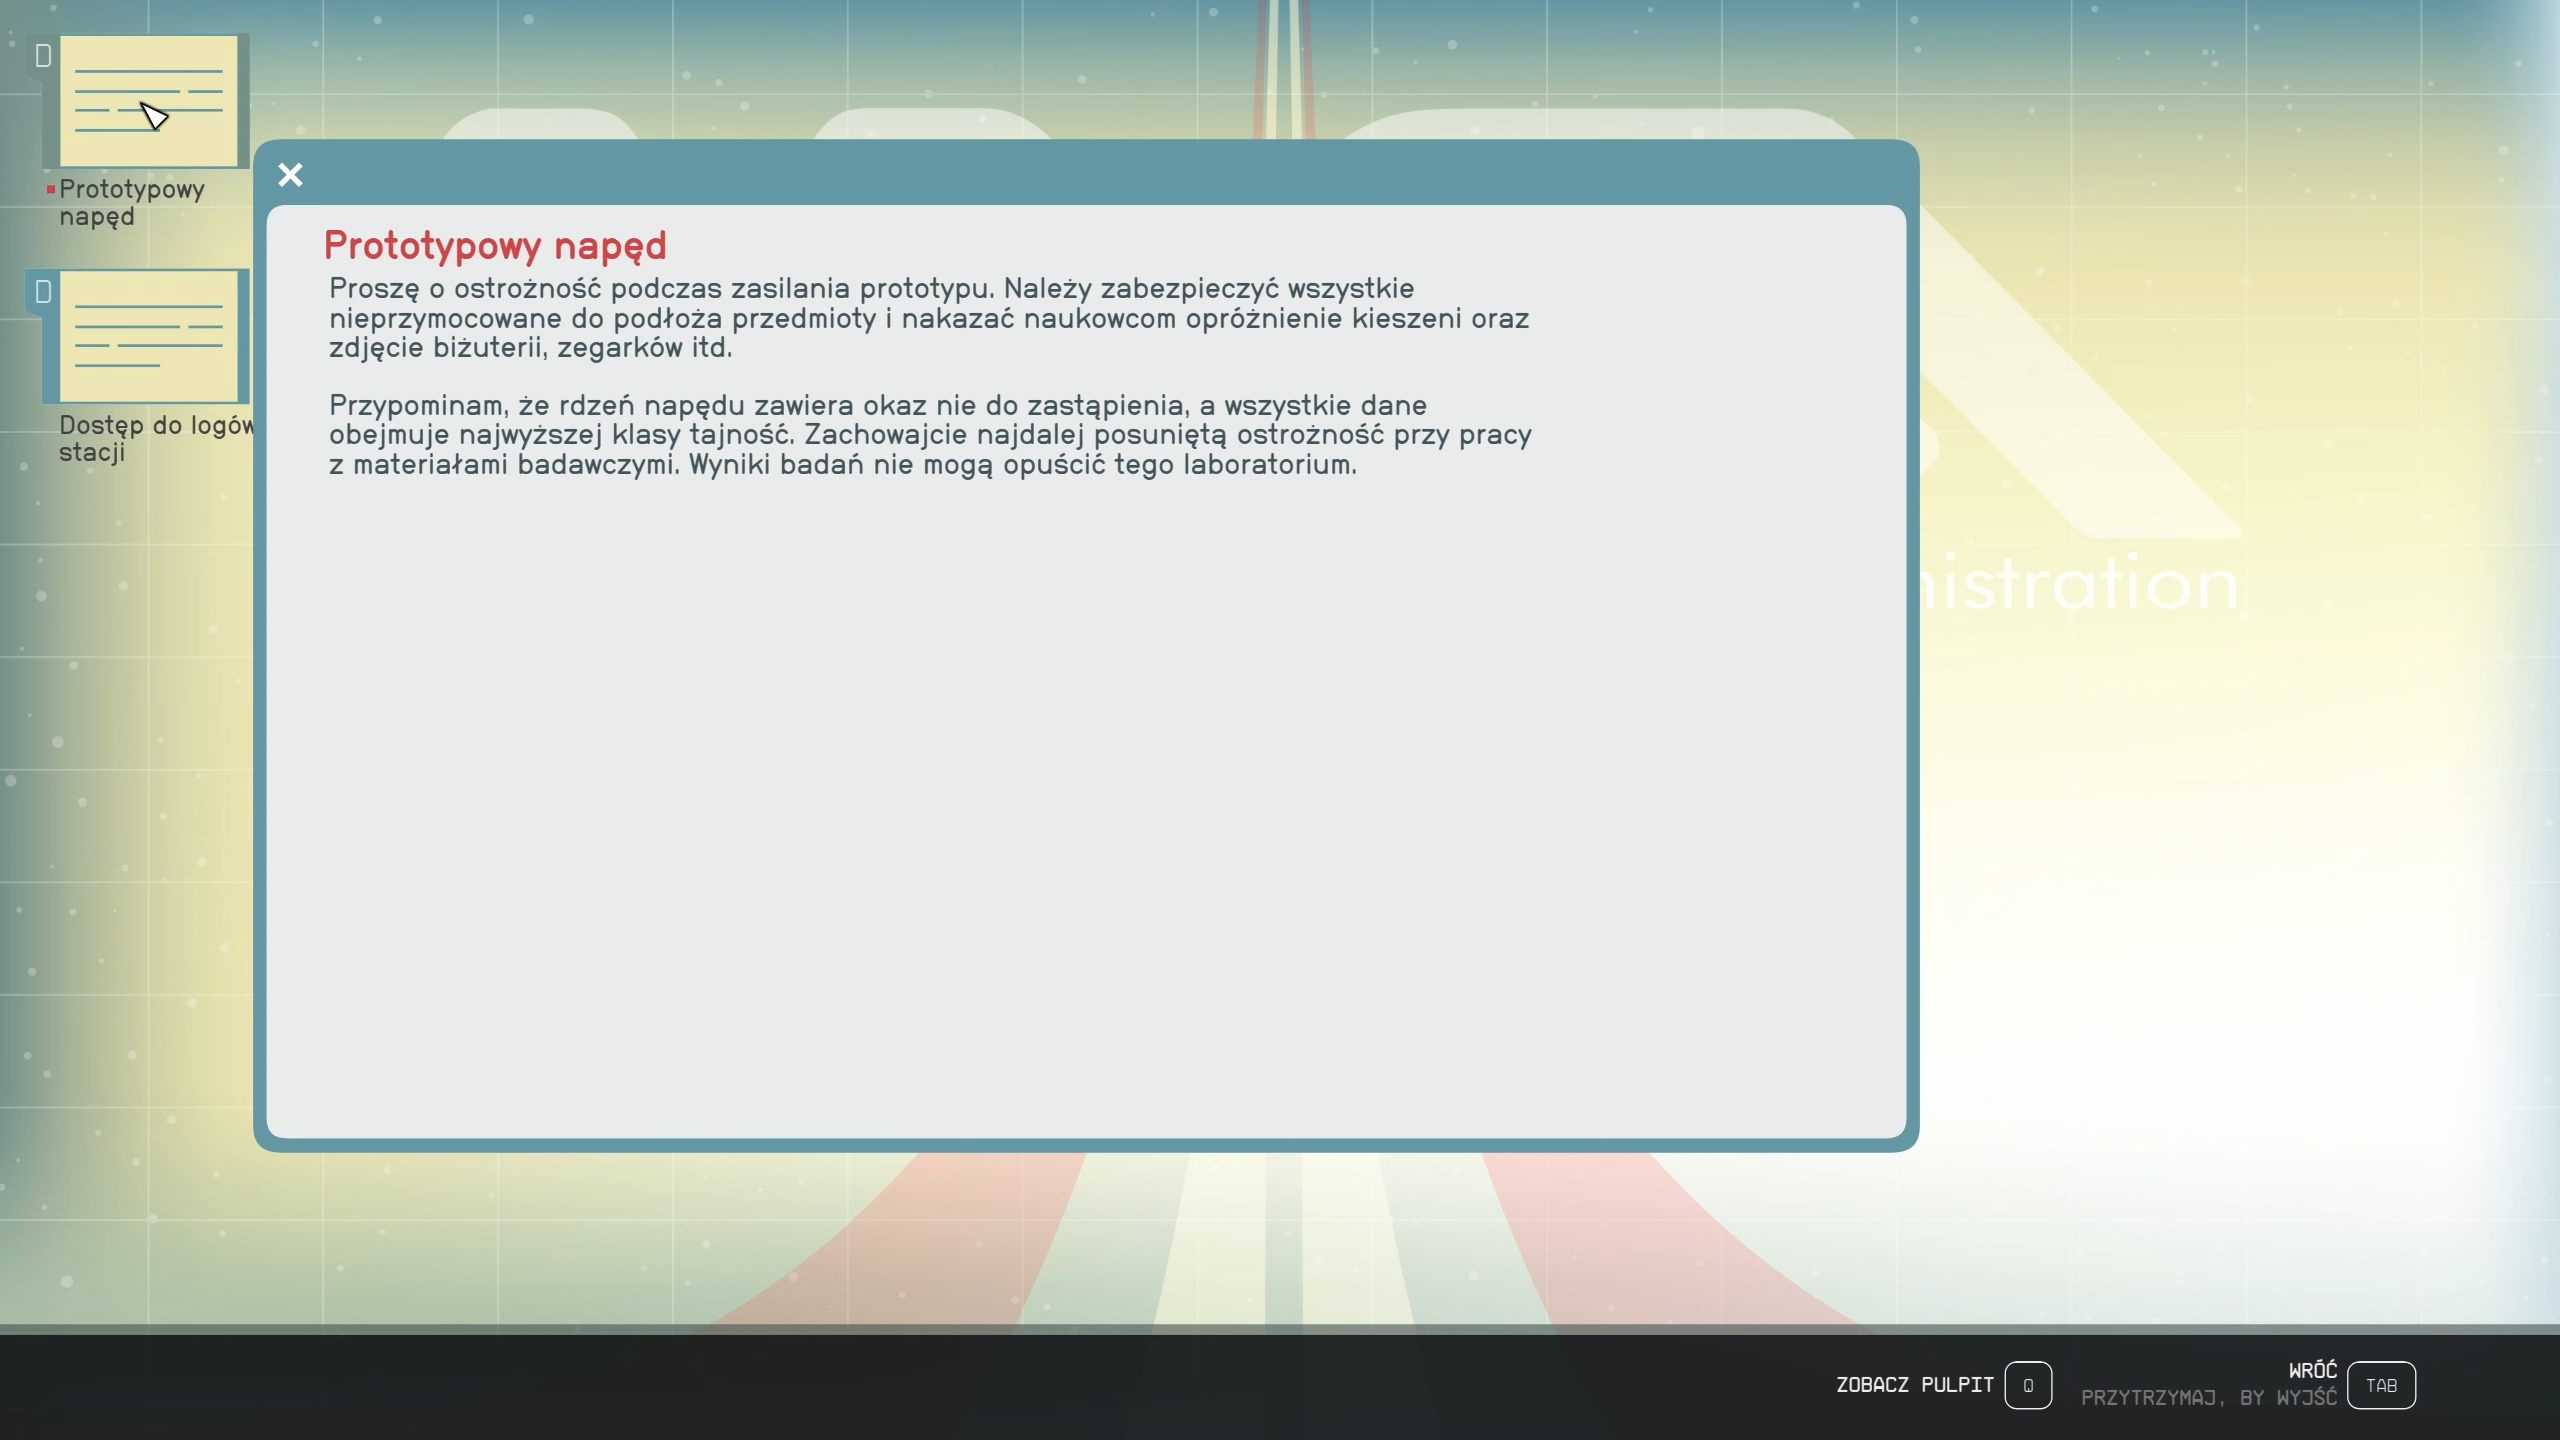 Prototypowy
napęd
Dostęp do logów
stacji
Prototypowy napęd
Proszę o ostrożność podczas zasilania prototypu. Należy zabezpieczyć wszystkie
nieprzymocowane do podłoża przedmioty i nakazać naukowcom opróżnienie kieszeni oraz
zdjęcie biżuterii, zegarków itd.
Przypominam, że rdzeń napędu zawiera okaz nie do zastąpienia, a wszystkie dane
obejmuje najwyższej klasy tajność. Zachowajcie najdalej posuniętą ostrożność przy pracy
z materiałami badawczymi. Wyniki badań nie mogą opuścić tego laboratorium.
nistration
ZOBACZ PULPIT Q
WRÓĆ TAB
PRZYTRZYMAJ, BY WYJŚĆ